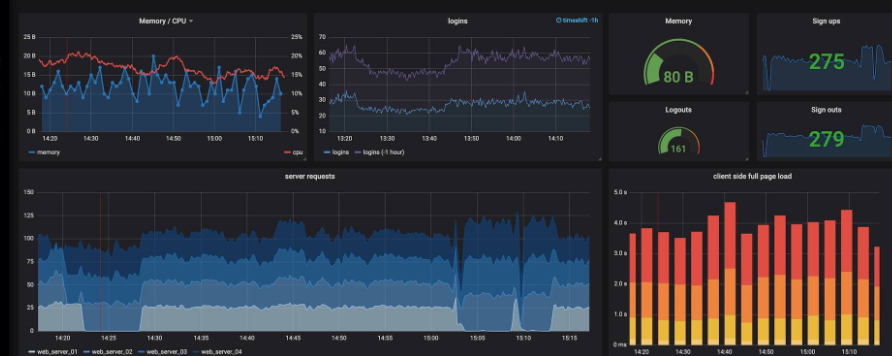 Memory / CPU
25 B
20 B
15 B
10 B
5 B
0 B
25%
20%
15%
10%
5%
0%
14:20 14:30 14:40 14:50 15:00 15:10
memory cpu
logins
timeshift -1h
70
60
50
40
30
20
10
13:20 13:30 13:40 13:50 14:00 14:10
logins logins (-1 hour)
Memory
80 B
Sign ups
275
Logouts
161
Sign outs
279
server requests
150
125
100
75
50
25
0
14:20 14:25 14:30 14:35 14:40 14:45 14:50 14:55 15:00 15:05 15:10 15:15
web_server_01 web_server_02 web_server_03 web_server_04
client side full page load
5.0 s
4.0 s
3.0 s
2.0 s
1.0 s
0 ms
14:20 14:30 14:40 14:50 15:00 15:10